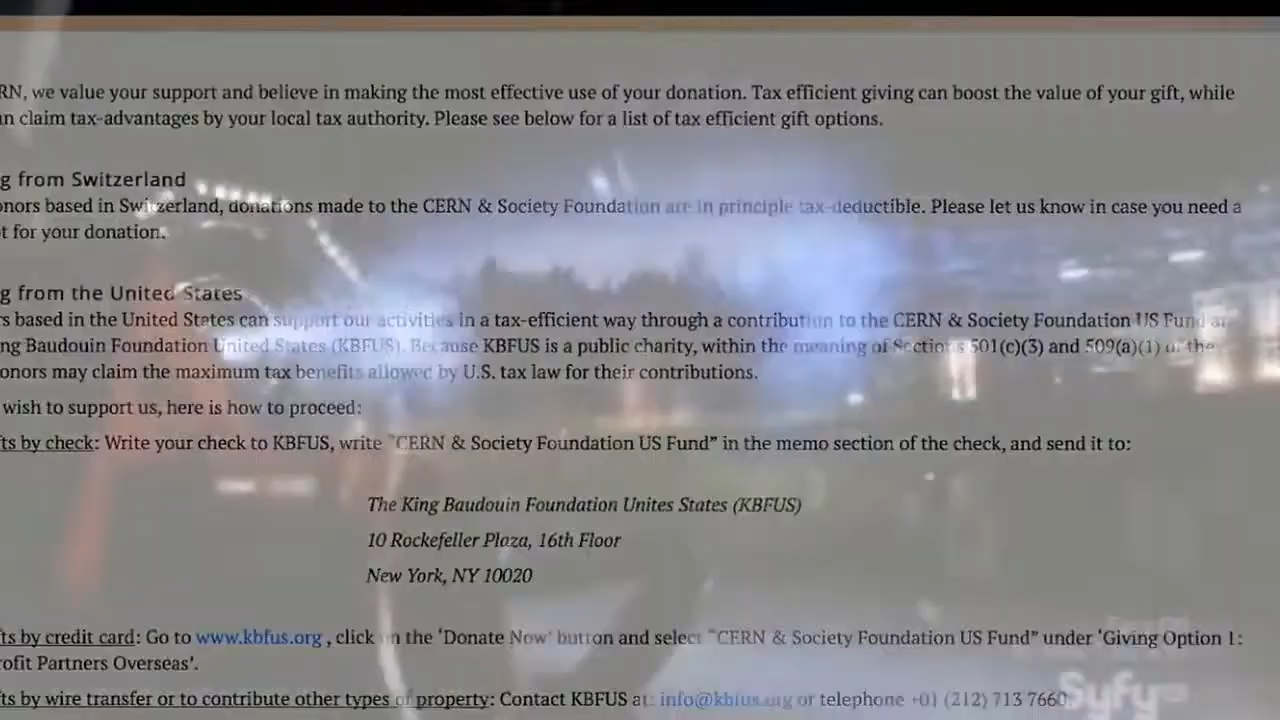 RN, we value your support and believe in making the most effective use of your donation. Tax efficient giving can boost the value of your gift, while
n claim tax-advantages by your local tax authority. Please see below for a list of tax efficient gift options.
g from Switzerland
onors based in Switzerland, donations made to the CERN & Society Foundation are in principle tax-deductible. Please let us know in case you need a
t for your donation.
g from the United States
rs based in the United States can support our activities in a tax-efficient way through a contribution to the CERN & Society Foundation US Fund at
ng Baudouin Foundation United States (KBFUS). Because KBFUS is a public charity, within the meaning of Sections 501(c)(3) and 509(a)(1) of the
onors may claim the maximum tax benefits allowed by U.S. tax law for their contributions.
wish to support us, here is how to proceed:
ts by check: Write your check to KBFUS, write "CERN & Society Foundation US Fund" in the memo section of the check, and send it to:
The King Baudouin Foundation Unites States (KBFUS)
10 Rockefeller Plaza, 16th Floor
New York, NY 10020
ts by credit card: Go to www.kbfus.org , click on the 'Donate Now' button and select "CERN & Society Foundation US Fund" under 'Giving Option 1:
rofit Partners Overseas'.
ts by wire transfer or to contribute other types of property: Contact KBFUS at: info@kbfus.org or telephone +01 (212) 713 7660.
Syfy